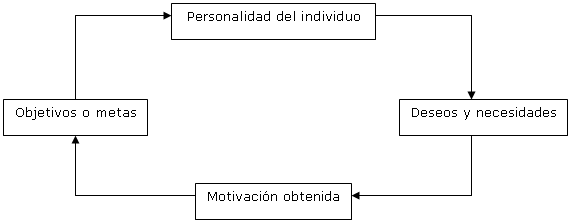 Personalidad del individuo
Objetivos o metas
Deseos y necesidades
Motivación obtenida